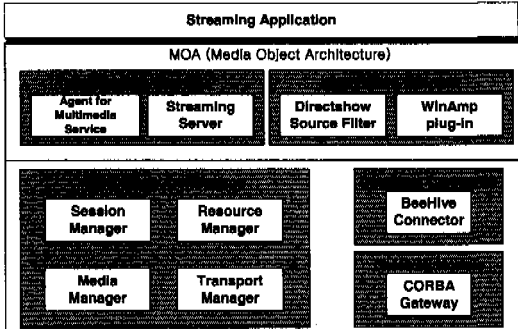 Streaming Application
MOA (Media Object Architecture)
Agent for
Multimedia
Service
Streaming
Server
Directshow
Source Filter
WinAmp
plug-in
Session
Manager
Resource
Manager
BeeHive
Connector
Media
Manager
Transport
Manager
CORBA
Gateway